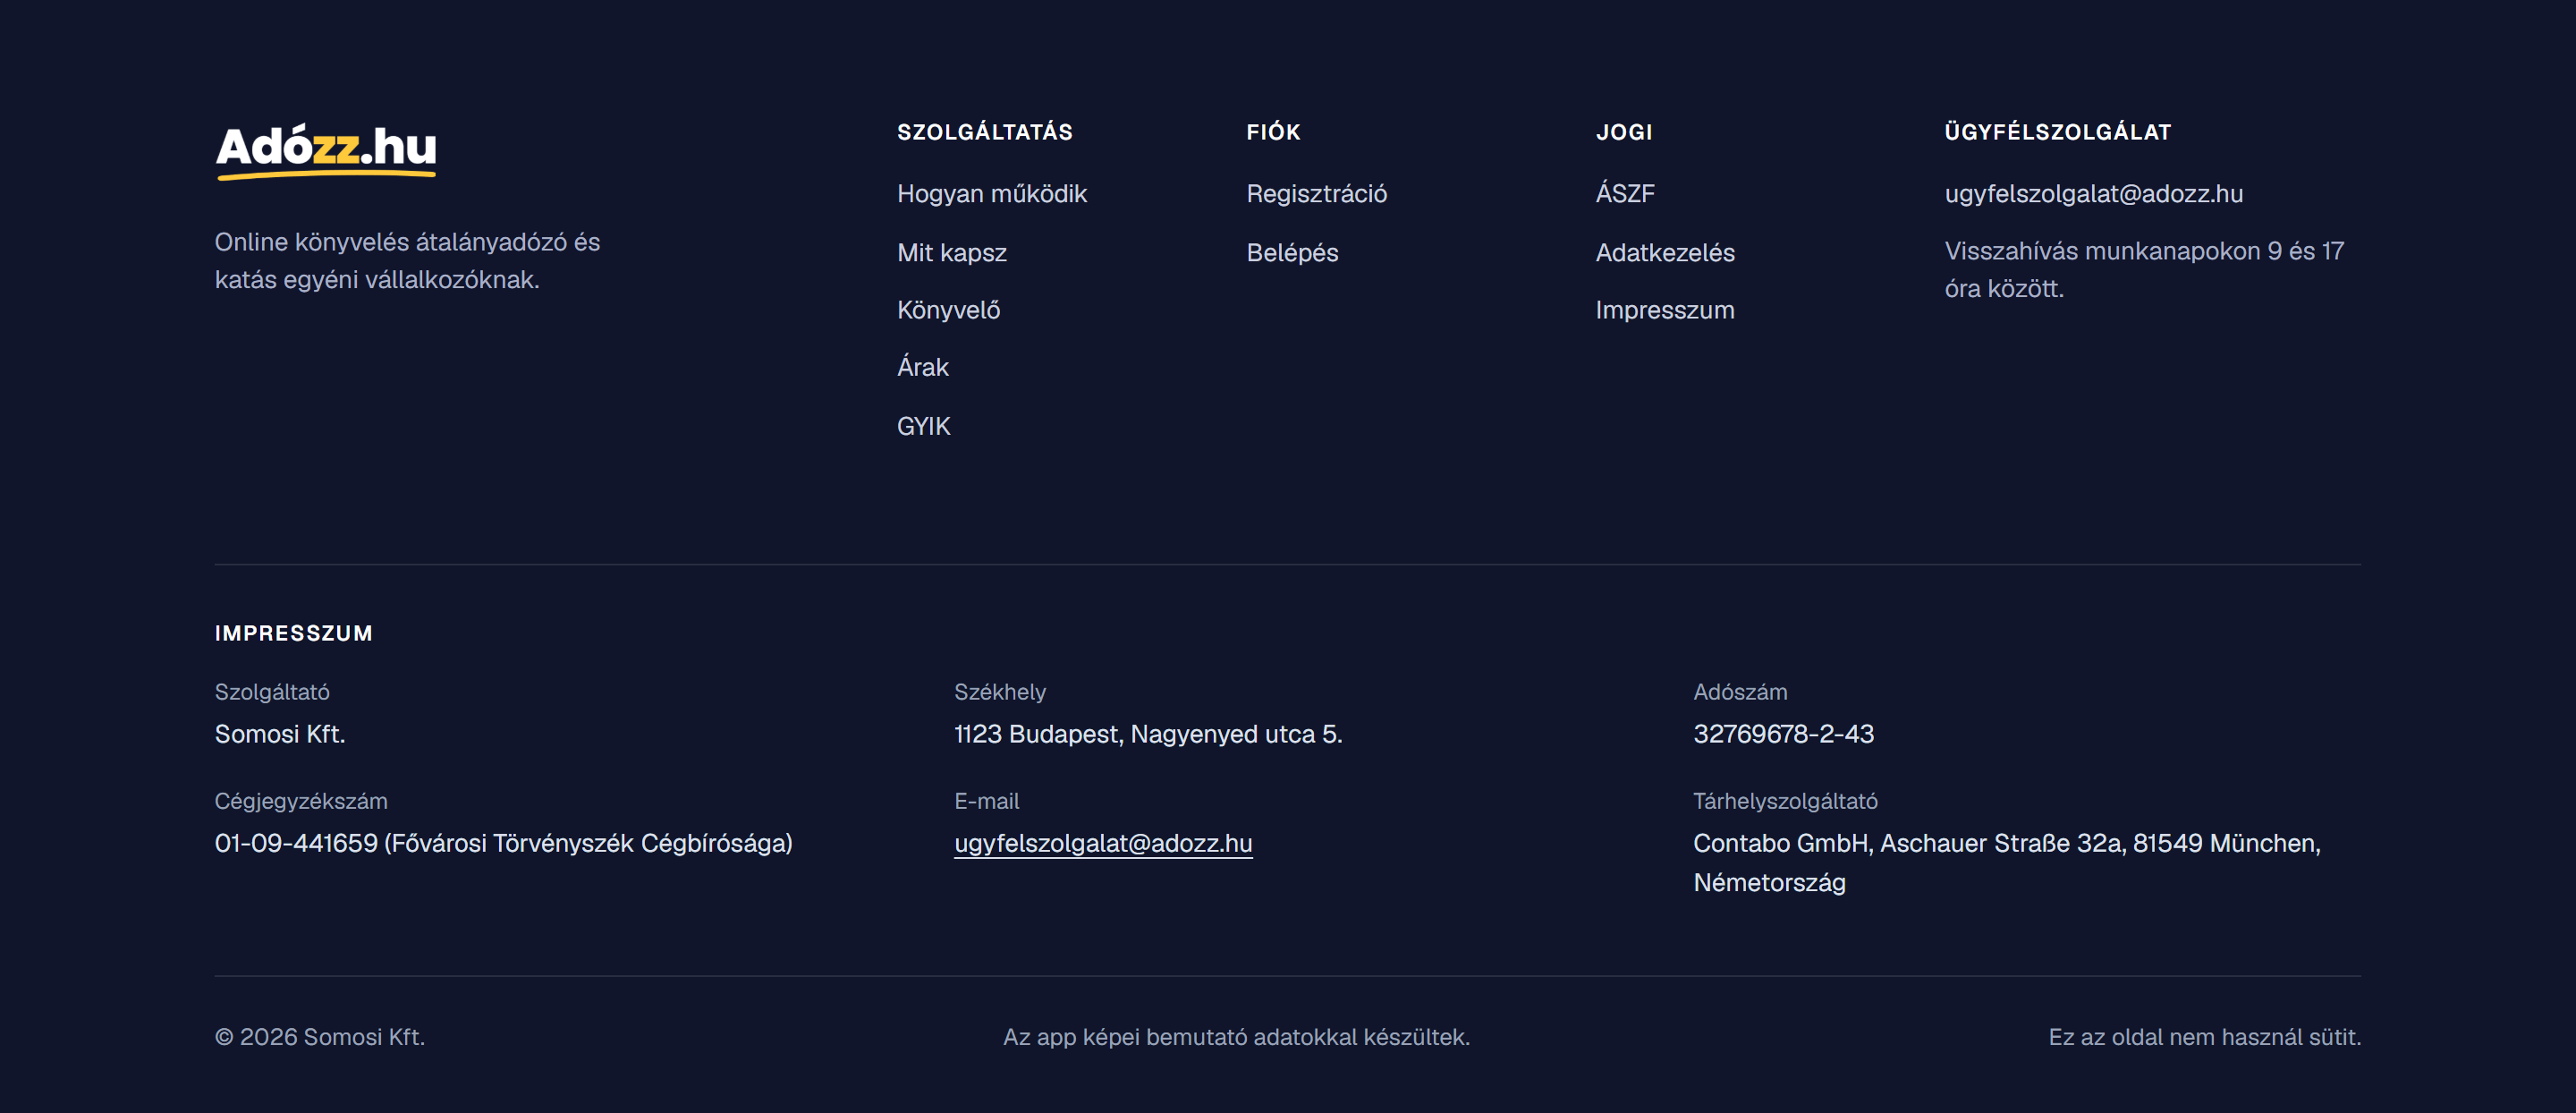 Adózz.hu
Online könyvelés átalányadózó és
katás egyéni vállalkozóknak.
SZOLGÁLTATÁS
Hogyan működik
Mit kapsz
Könyvelő
Árak
GYIK
FIÓK
Regisztráció
Belépés
JOGI
ÁSZF
Adatkezelés
Impresszum
ÜGYFÉLSZOLGÁLAT
ugyfelszolgalat@adozz.hu
Visszahívás munkanapokon 9 és 17
óra között.
IMPRESSZUM
Szolgáltató
Somosi Kft.
Székhely
1123 Budapest, Nagyenyed utca 5.
Adószám
32769678-2-43
Cégjegyzékszám
01-09-441659 (Fővárosi Törvényszék Cégbírósága)
E-mail
ugyfelszolgalat@adozz.hu
Tárhelyszolgáltató
Contabo GmbH, Aschauer Straße 32a, 81549 München,
Németország
© 2026 Somosi Kft.
Az app képei bemutató adatokkal készültek.
Ez az oldal nem használ sütit.